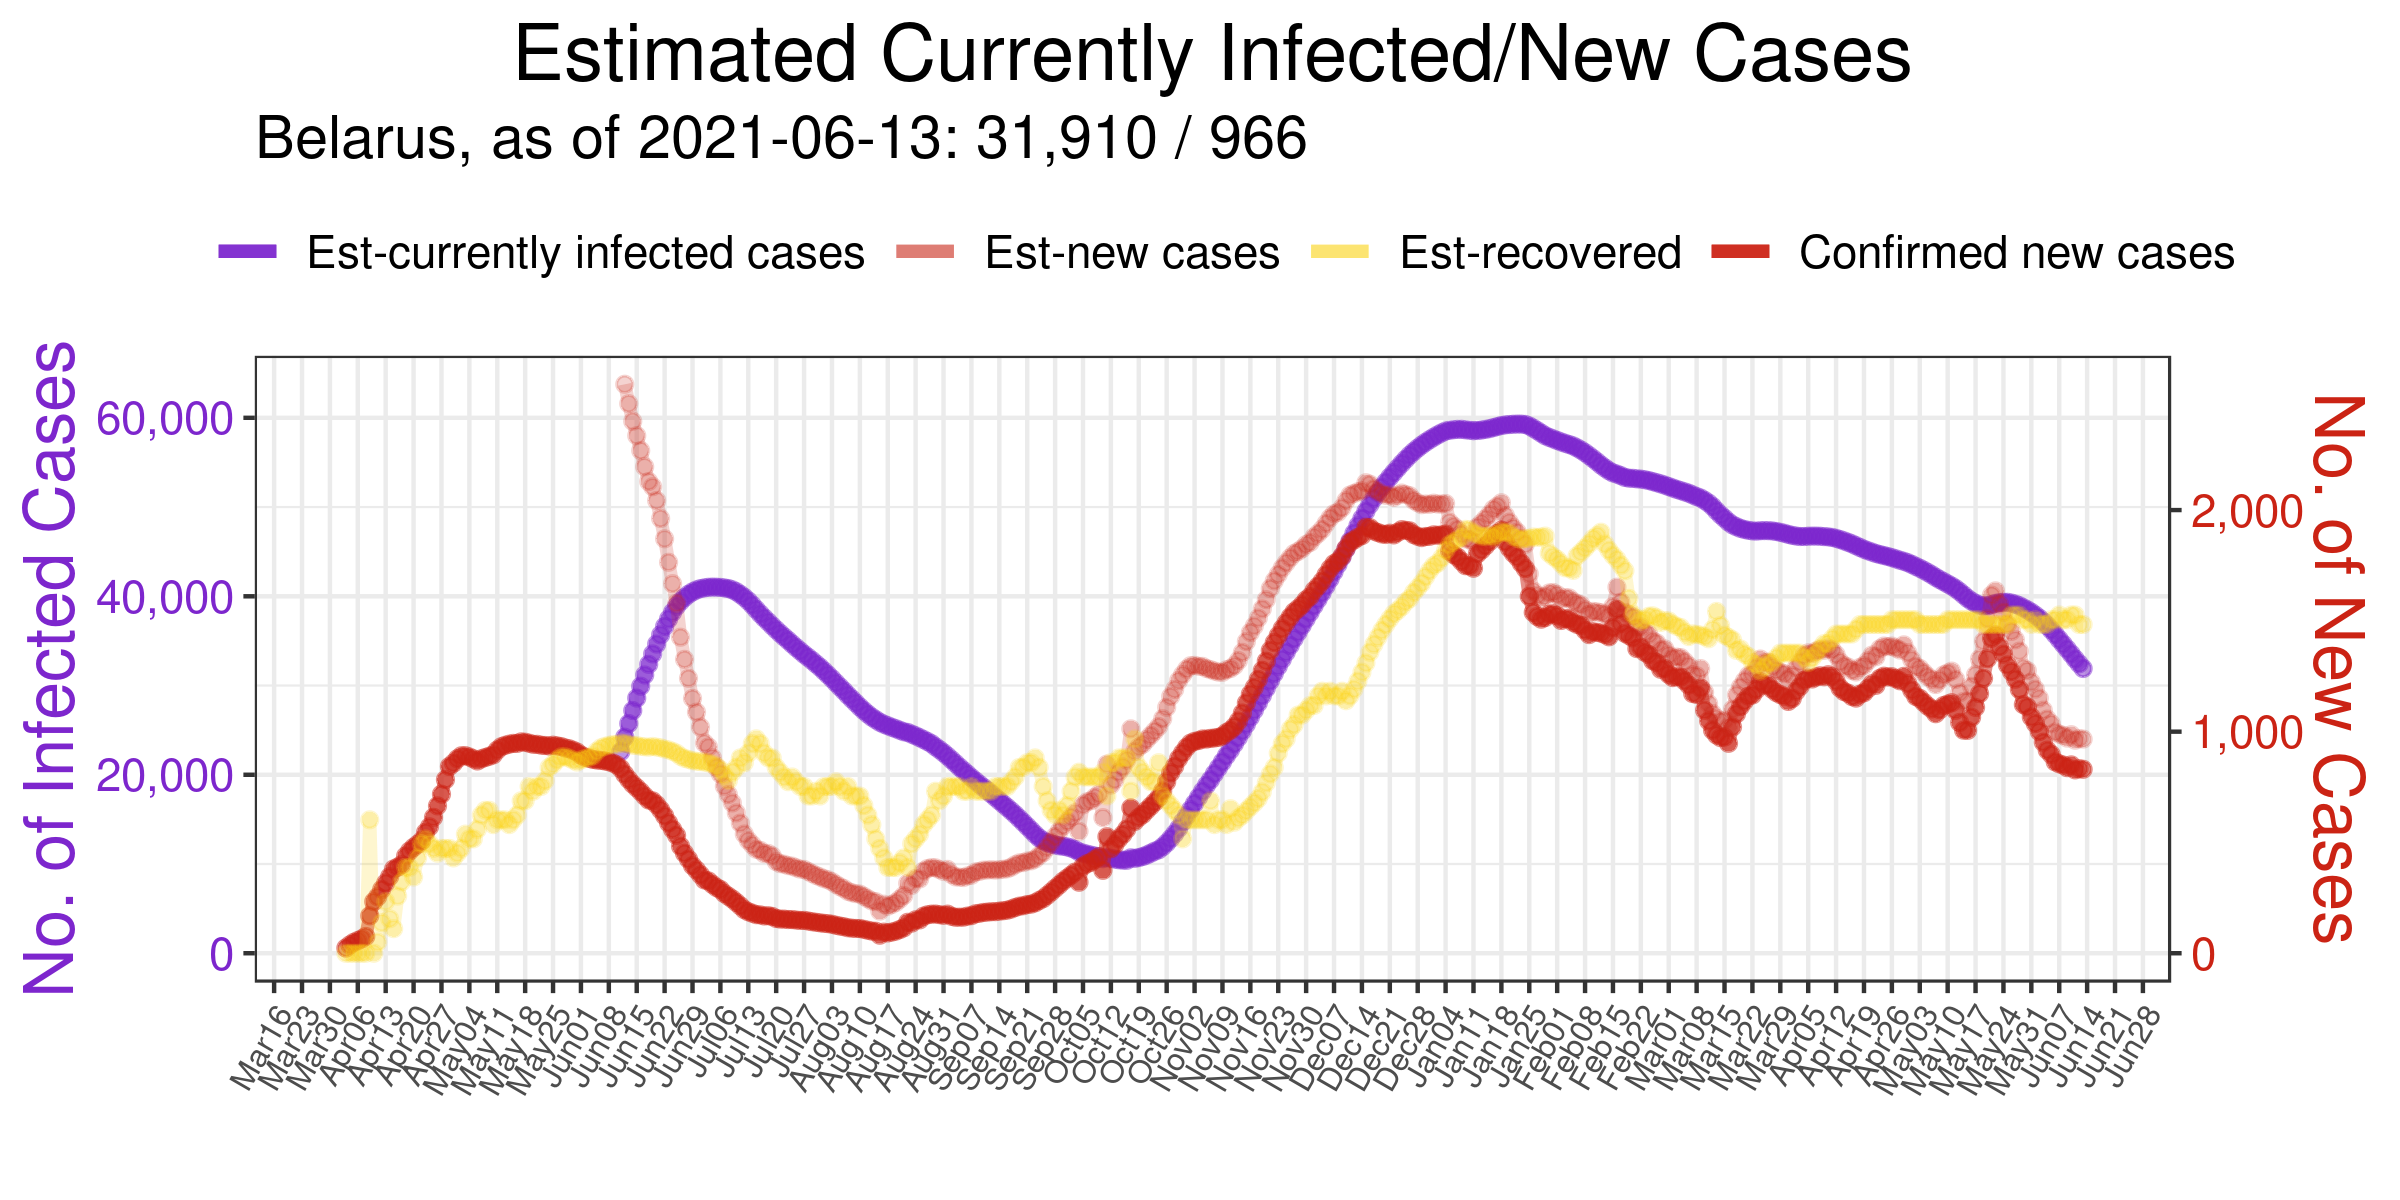 Estimated Currently Infected/New Cases
Belarus, as of 2021-06-13: 31,910 / 966
Est-currently infected cases Est-new cases Est-recovered Confirmed new cases
No. of Infected Cases
60,000
40,000
20,000
0
2,000
1,000
0
No. of New Cases
Mar16 Mar23 Mar30 Apr06 Apr13 Apr20 Apr27 May04 May11 May18 May25 Jun01 Jun08 Jun15 Jun22 Jun29 Jul06 Jul13 Jul20 Jul27 Aug03 Aug10 Aug17 Aug24 Aug31 Sep07 Sep14 Sep21 Sep28 Oct05 Oct12 Oct19 Oct26 Nov02 Nov09 Nov16 Nov23 Nov30 Dec07 Dec14 Dec21 Dec28 Jan04 Jan11 Jan18 Jan25 Feb01 Feb08 Feb15 Feb22 Mar01 Mar08 Mar15 Mar22 Mar29 Apr05 Apr12 Apr19 Apr26 May03 May10 May17 May24 May31 Jun07 Jun14 Jun21 Jun28